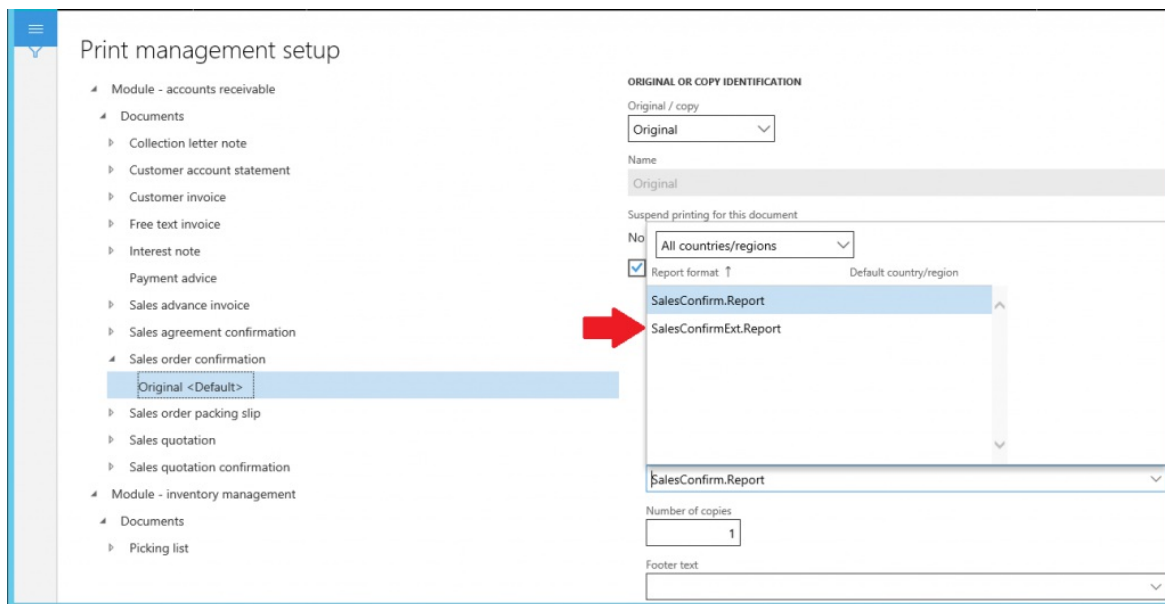 Print management setup
Module - accounts receivable
Documents
Collection letter note
Customer account statement
Customer invoice
Free text invoice
Interest note
Payment advice
Sales advance invoice
Sales agreement confirmation
Sales order confirmation
Original <Default>
Sales order packing slip
Sales quotation
Sales quotation confirmation
Module - inventory management
Documents
Picking list
ORIGINAL OR COPY IDENTIFICATION
Original / copy
Original
Name
Original
Suspend printing for this document
No
All countries/regions
Report format ↑ Default country/region
SalesConfirm.Report
SalesConfirmExt.Report
SalesConfirm.Report
Number of copies
1
Footer text